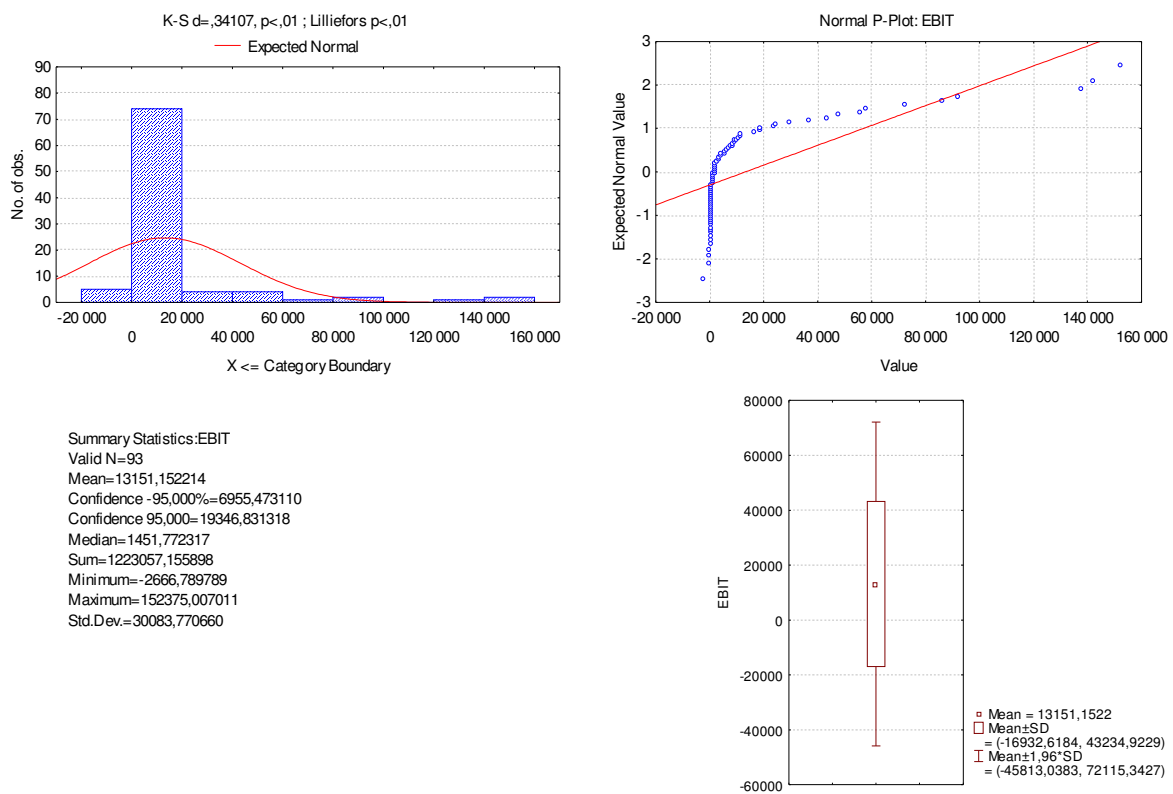 K-S d=,34107, p<,01 ; Lilliefors p<,01
Expected Normal
90
80
70
60
50
40
30
20
10
0
No. of obs.
-20 000 20 000 60 000 100 000 140 000
0 40 000 80 000 120 000 160 000
X <= Category Boundary
Normal P-Plot: EBIT
3
2
1
0
-1
-2
-3
Expected Normal Value
-20 000 20 000 60 000 100 000 140 000
0 40 000 80 000 120 000 160 000
Value
Summary Statistics:EBIT
Valid N=93
Mean=13151,152214
Confidence -95,000%=6955,473110
Confidence 95,000=19346,831318
Median=1451,772317
Sum=1223057,155898
Minimum=-2666,789789
Maximum=152375,007011
Std.Dev.=30083,770660
80000
60000
40000
20000
0
-20000
-40000
-60000
EBIT
Mean = 13151,1522
Mean±SD
= (-16932,6184, 43234,9229)
Mean±1,96*SD
= (-45813,0383, 72115,3427)